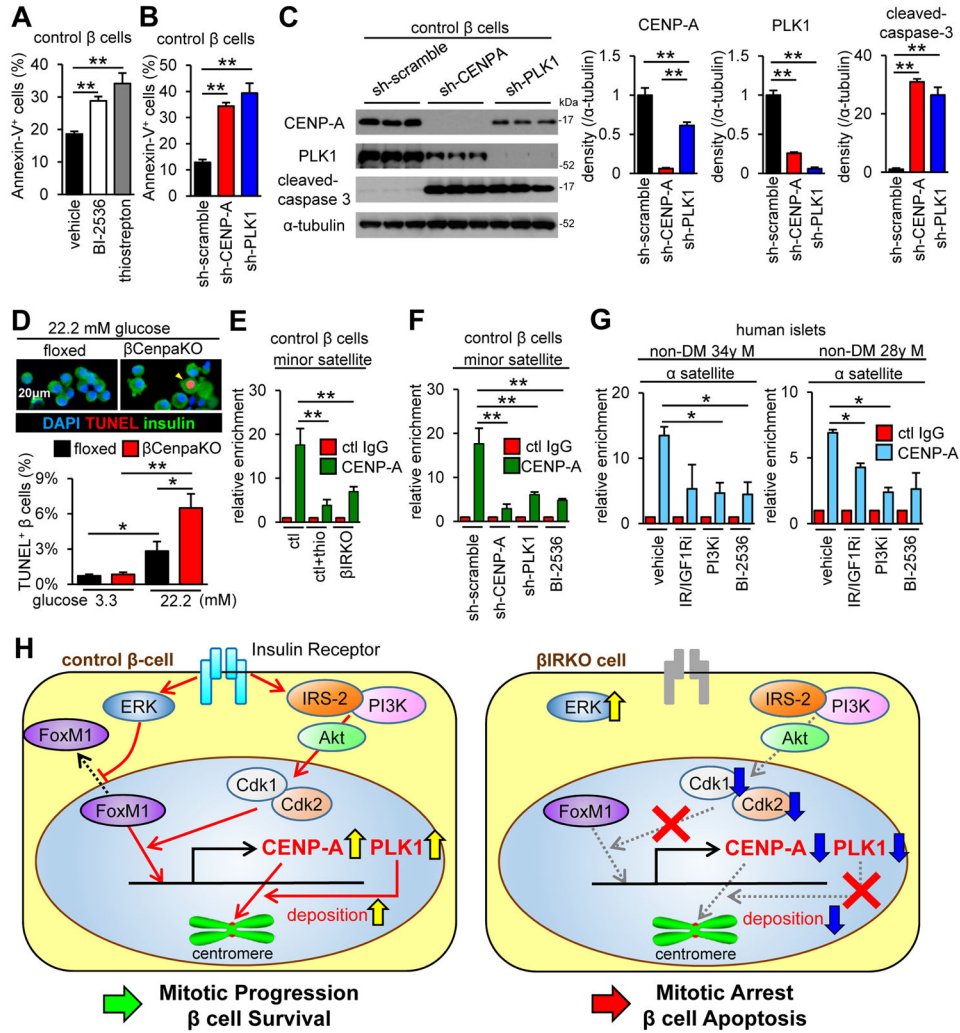 A
control β cells
Annexin-V⁺ cells (%)
50
40
30
20
10
0
**
**
vehicle
BI-2536
thiostrepton
B
control β cells
Annexin-V⁺ cells (%)
50
40
30
20
10
0
**
**
sh-scramble
sh-CENP-A
sh-PLK1
C
control β cells
sh-scramble
sh-CENPA
sh-PLK1
kDa
CENP-A
-17
PLK1
-52
cleaved-
caspase 3
-17
α-tubulin
-52
CENP-A
density (/α-tubulin)
1.5
1
0.5
0
**
**
**
sh-scramble
sh-CENP-A
sh-PLK1
PLK1
density (/α-tubulin)
1.5
1
0.5
0
**
**
sh-scramble
sh-CENP-A
sh-PLK1
cleaved-
caspase-3
density (/α-tubulin)
50
40
30
20
10
0
**
**
sh-scramble
sh-CENP-A
sh-PLK1
D
22.2 mM glucose
floxed
βCenpaKO
20μm
DAPI TUNEL insulin
floxed
βCenpaKO
TUNEL⁺ β cells (%)
9%
6%
3%
0%
*
**
*
glucose 3.3
22.2 (mM)
E
control β cells
minor satellite
relative enrichment
30
20
10
0
**
**
ctl IgG
CENP-A
ctl
ctl+thio
βIRKO
F
control β cells
minor satellite
relative enrichment
30
20
10
0
**
**
**
ctl IgG
CENP-A
sh-scramble
sh-CENP-A
sh-PLK1
BI-2536
G
human islets
non-DM 34y M
α satellite
relative enrichment
20
15
10
5
0
*
*
ctl IgG
CENP-A
vehicle
IR/IGF1Ri
PI3Ki
BI-2536
non-DM 28y M
α satellite
relative enrichment
10
5
0
*
*
ctl IgG
CENP-A
vehicle
IR/IGF1Ri
PI3Ki
BI-2536
H
control β-cell
Insulin Receptor
ERK
IRS-2
PI3K
Akt
FoxM1
FoxM1
Cdk1
Cdk2
CENP-A
PLK1
deposition
centromere
Mitotic Progression
β cell Survival
βIRKO cell
ERK
IRS-2
PI3K
Akt
FoxM1
Cdk1
Cdk2
CENP-A
PLK1
deposition
centromere
Mitotic Arrest
β cell Apoptosis